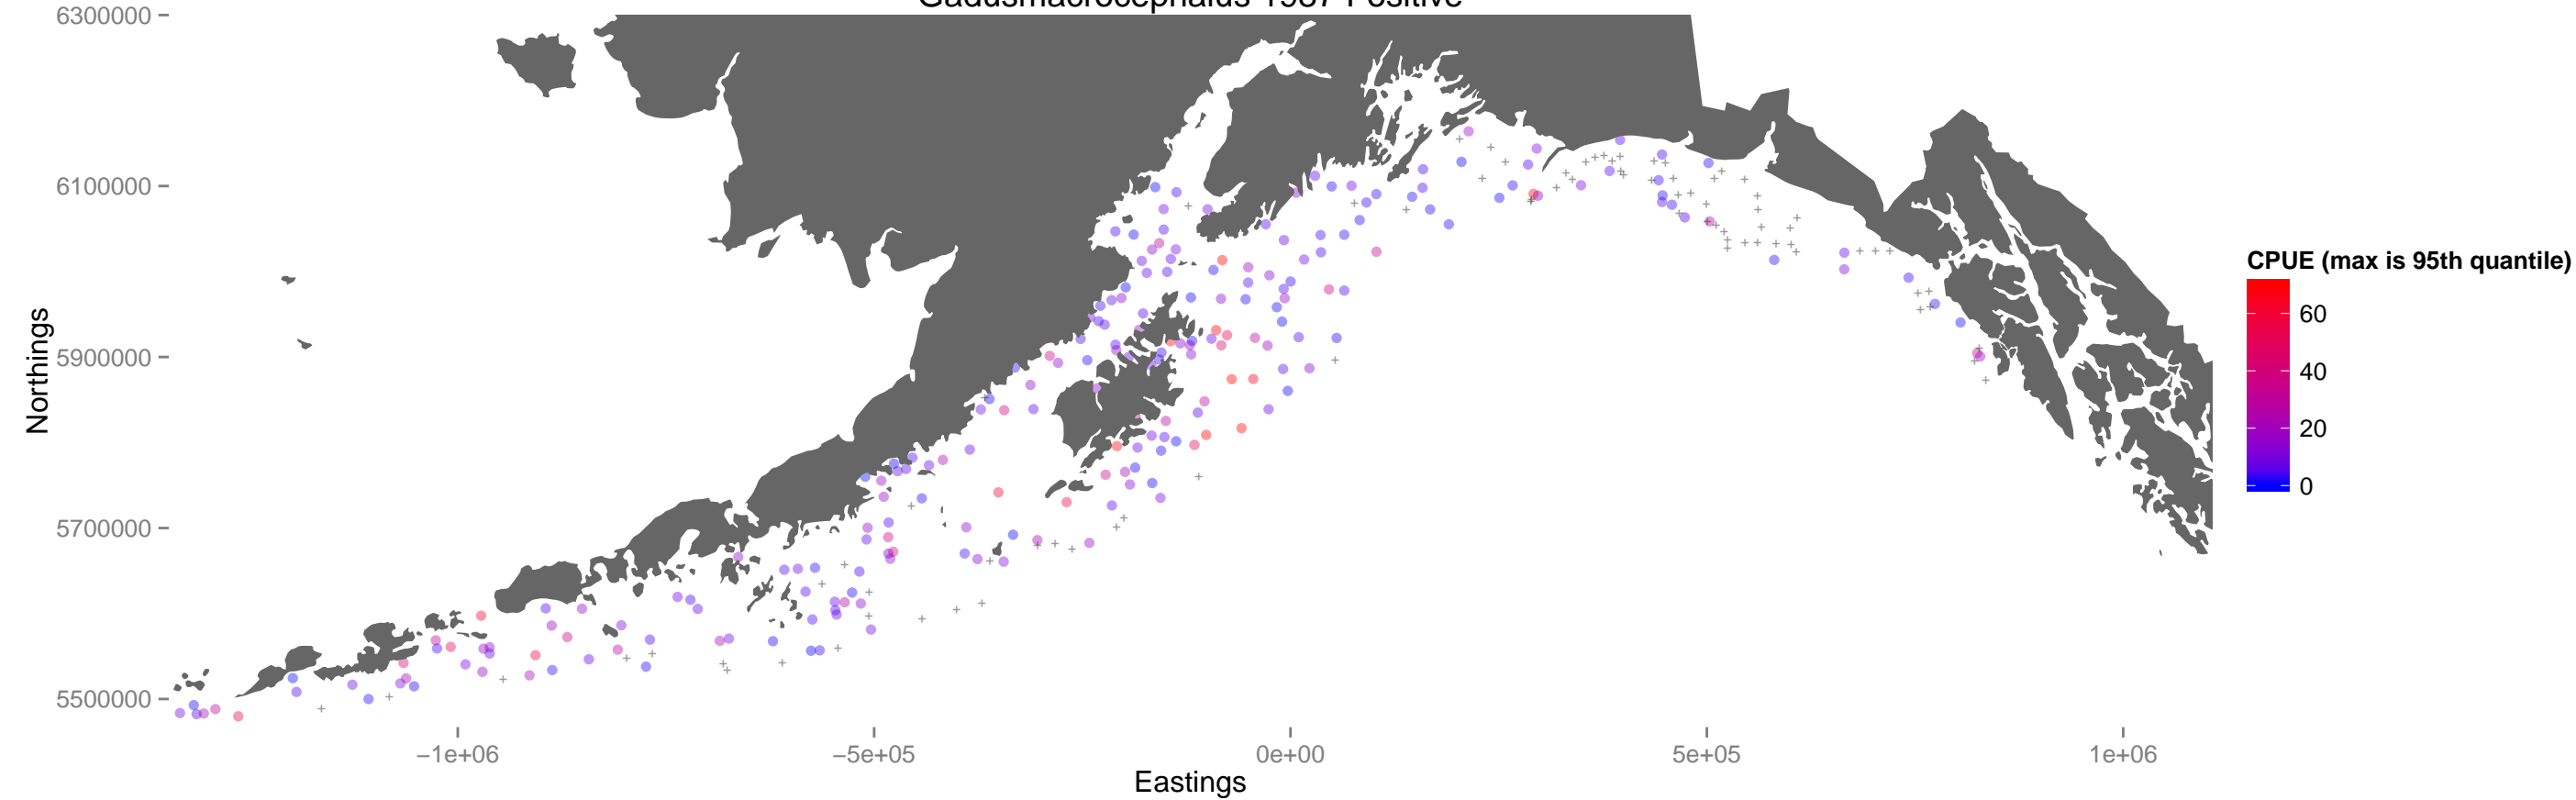 Gadusmacrocephalus 1987 Positive
6300000
6100000
5900000
5700000
5500000
Northings
−1e+06
−5e+05
0e+00
5e+05
1e+06
Eastings
CPUE (max is 95th quantile)
60
40
20
0